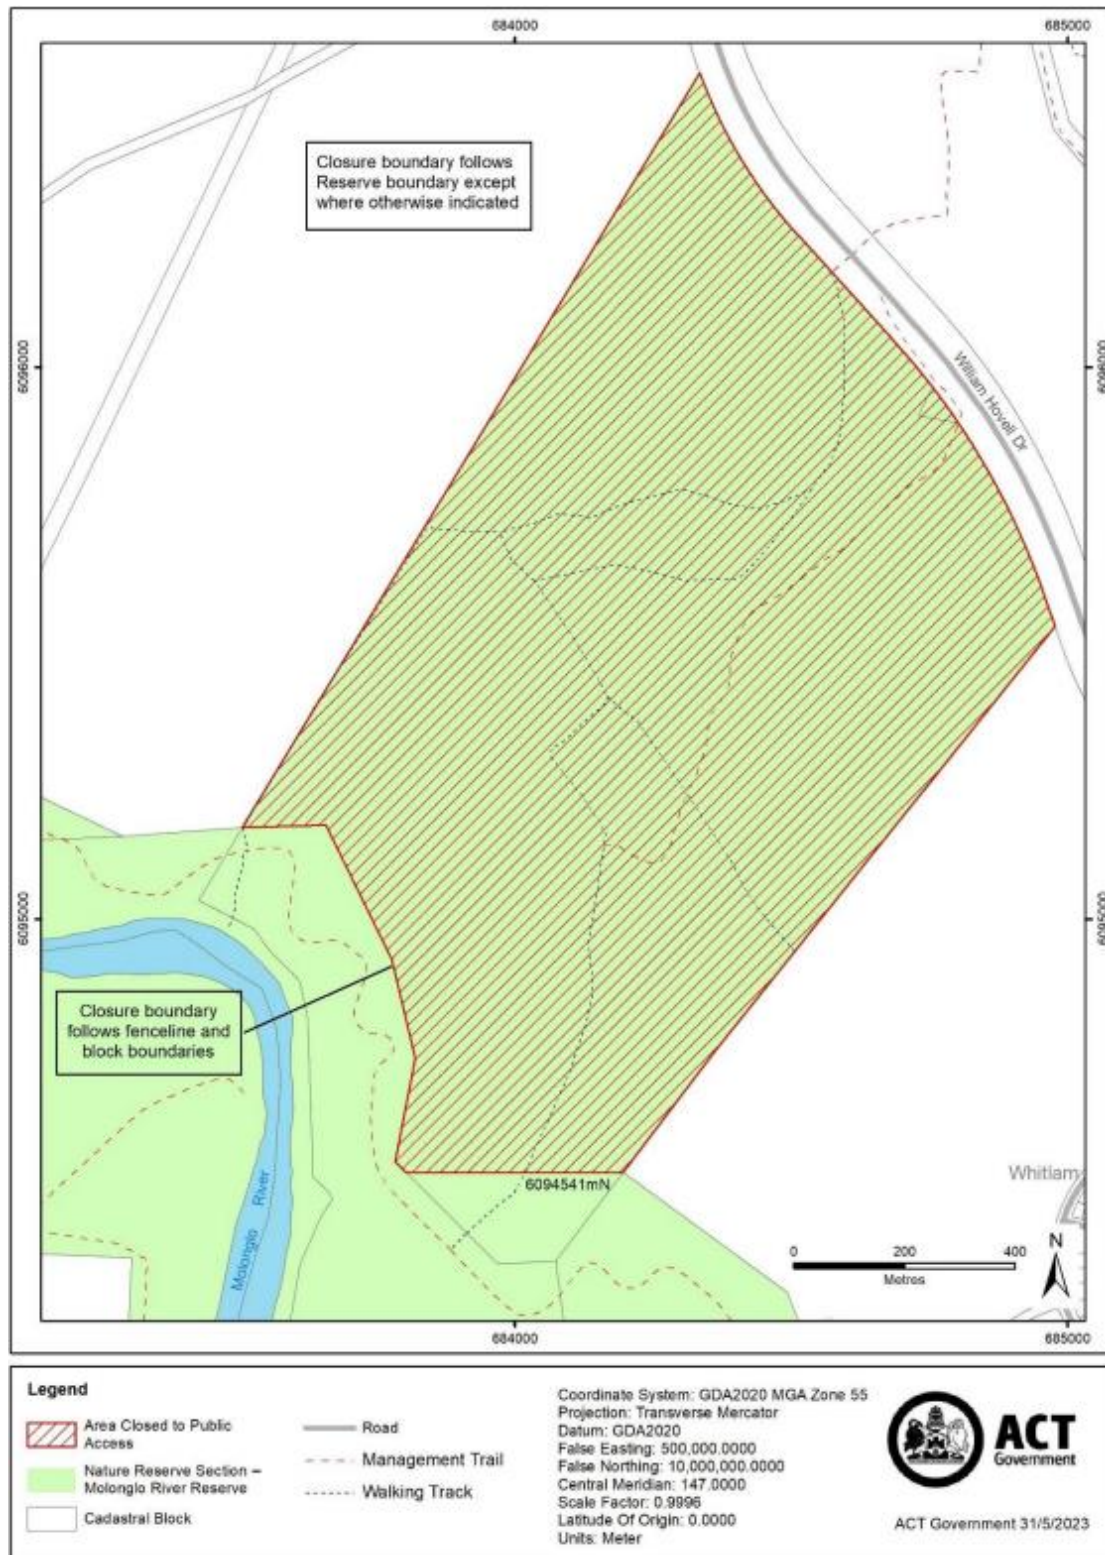 684000
685000
Closure boundary follows
Reserve boundary except
where otherwise indicated
6096000
6096000
William Hovell Dr
6095000
6095000
Closure boundary
follows fenceline and
block boundaries
Molonglo River
6094541mN
Whitlam
0 200 400
Metres
N
684000
685000
Legend
Area Closed to Public
Access
Nature Reserve Section –
Molonglo River Reserve
Cadastral Block
Road
Management Trail
Walking Track
Coordinate System: GDA2020 MGA Zone 55
Projection: Transverse Mercator
Datum: GDA2020
False Easting: 500,000.0000
False Northing: 10,000,000.0000
Central Meridian: 147.0000
Scale Factor: 0.9996
Latitude Of Origin: 0.0000
Units: Meter
ACT
Government
ACT Government 31/5/2023